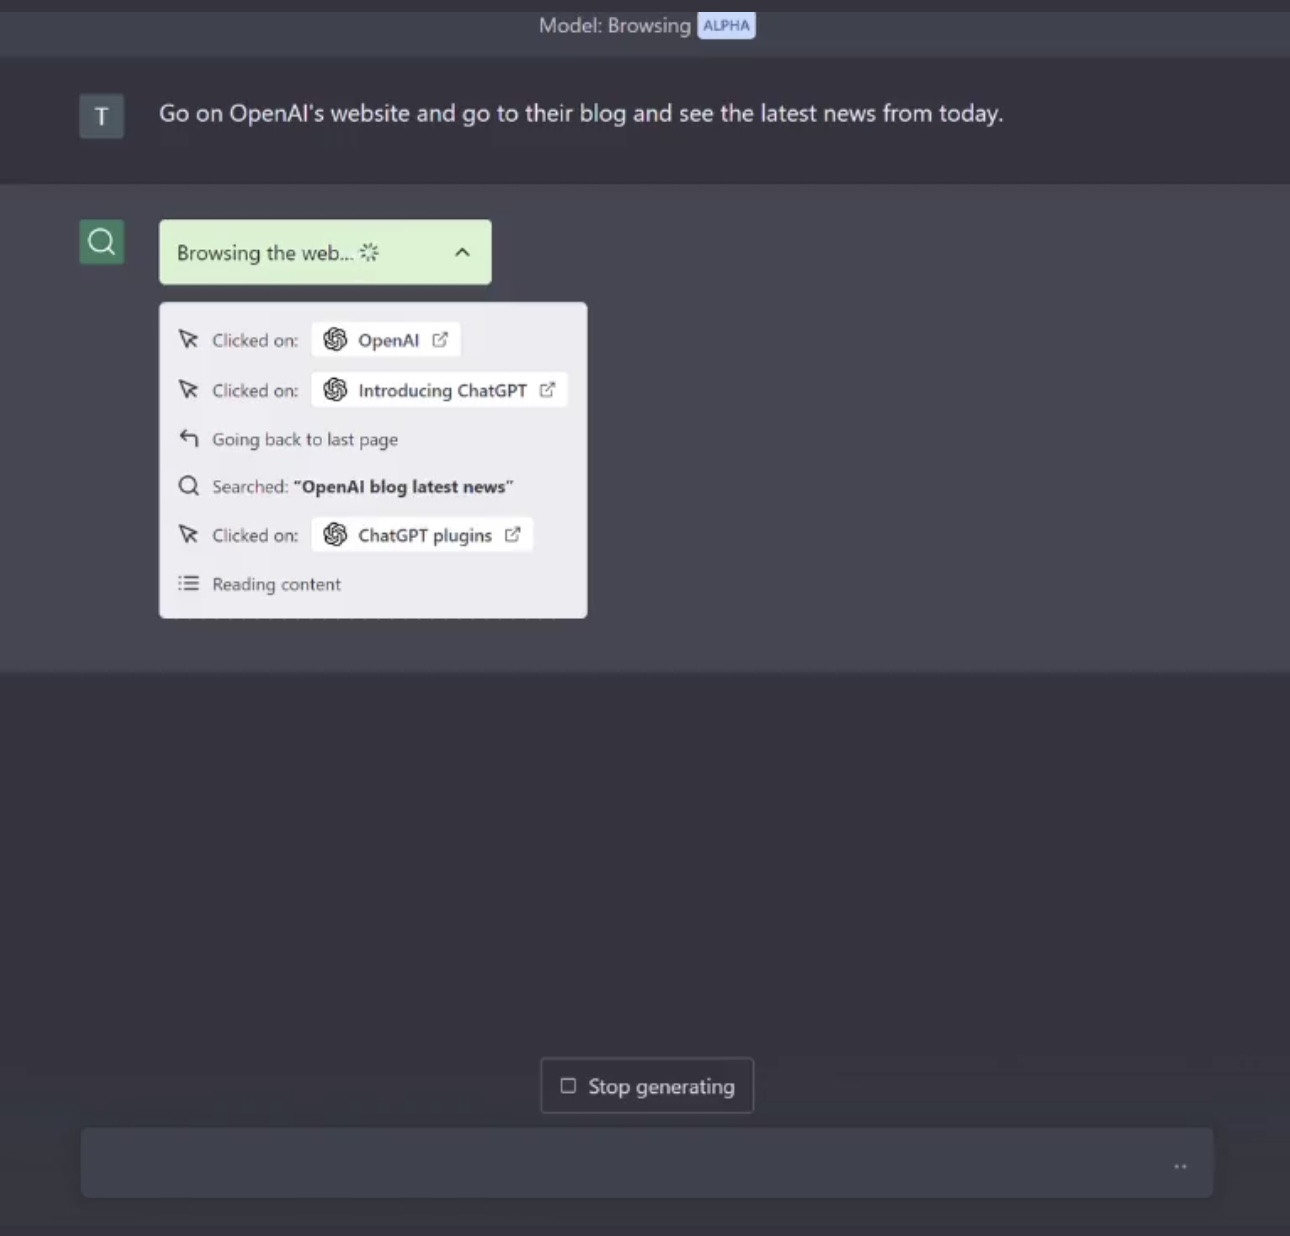 Model: Browsing ALPHA
T
Go on OpenAI's website and go to their blog and see the latest news from today.
Browsing the web...
Clicked on: OpenAI
Clicked on: Introducing ChatGPT
Going back to last page
Searched: “OpenAI blog latest news”
Clicked on: ChatGPT plugins
Reading content
Stop generating